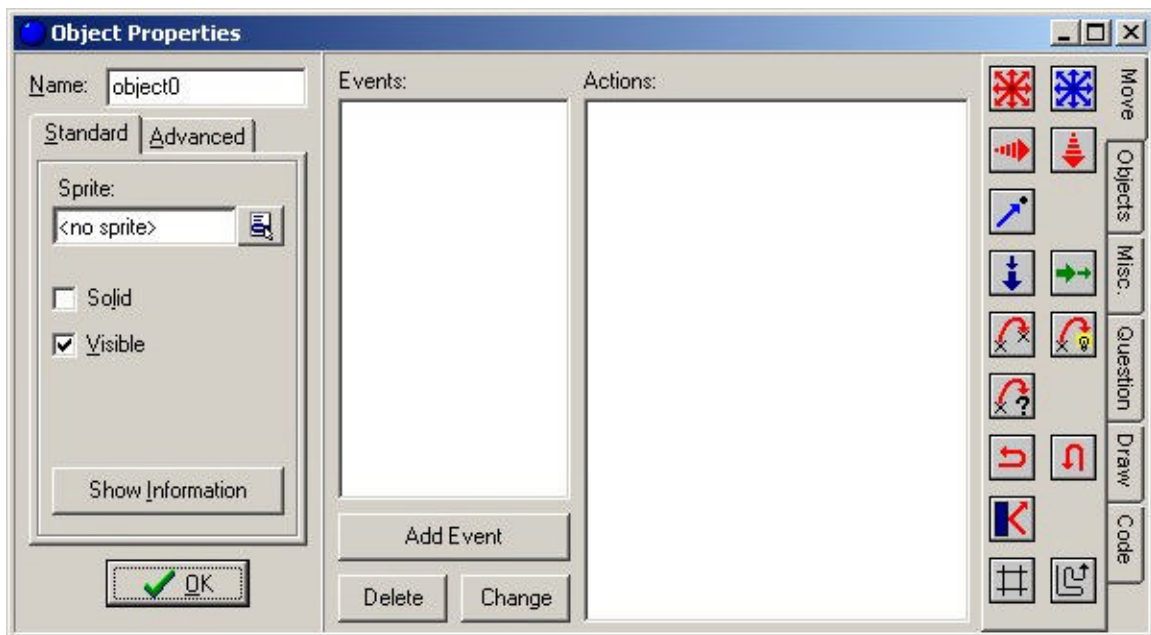 Object Properties
Name: object0
Standard Advanced
Sprite:
<no sprite>
Solid
Visible
Show Information
OK
Events:
Add Event
Delete Change
Actions:
Move
Objects
Misc.
Question
Draw
Code